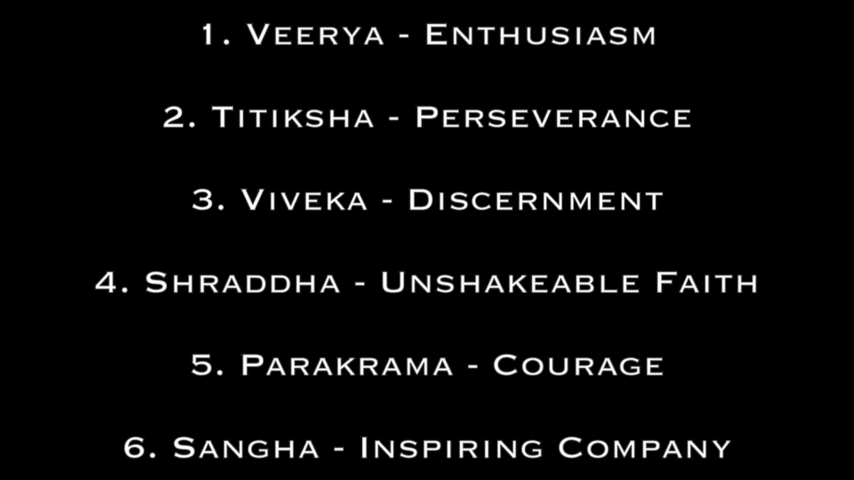 1. Veerya - Enthusiasm
2. Titiksha - Perseverance
3. Viveka - Discernment
4. Shraddha - Unshakeable Faith
5. Parakrama - Courage
6. Sangha - Inspiring Company